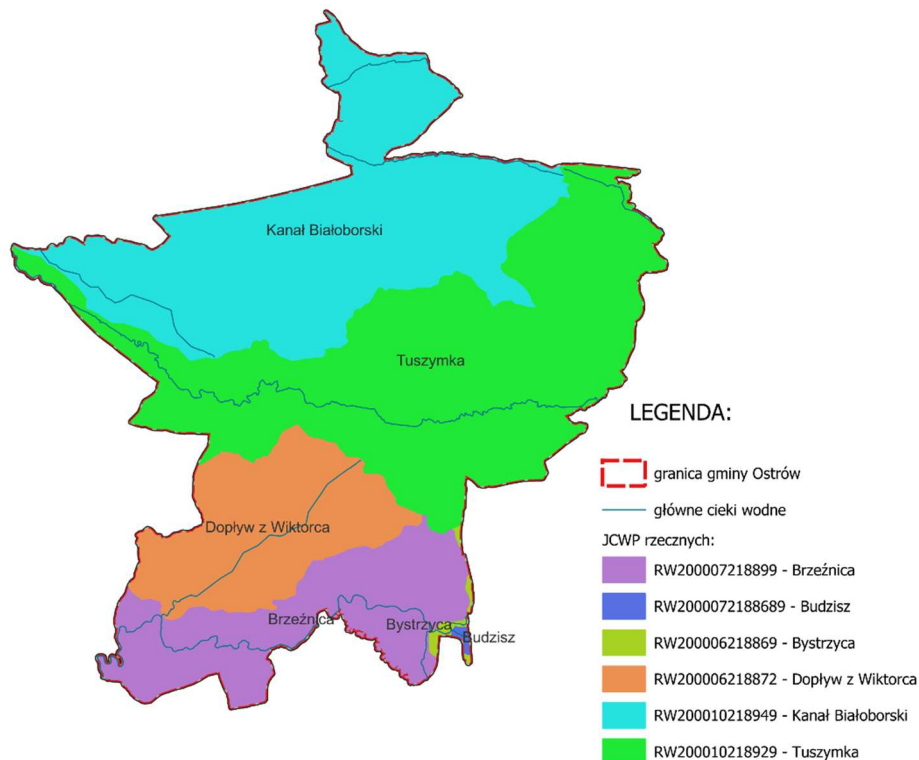 Kanał Białoborski
Tuszymka
Dopływ z Wiktorca
Brzeźnica
Bystrzyca
Budzisz
LEGENDA:
granica gminy Ostrów
główne cieki wodne
JCWP rzecznych:
RW200007218899 - Brzeźnica
RW2000072188689 - Budzisz
RW200006218869 - Bystrzyca
RW200006218872 - Dopływ z Wiktorca
RW200010218949 - Kanał Białoborski
RW200010218929 - Tuszymka